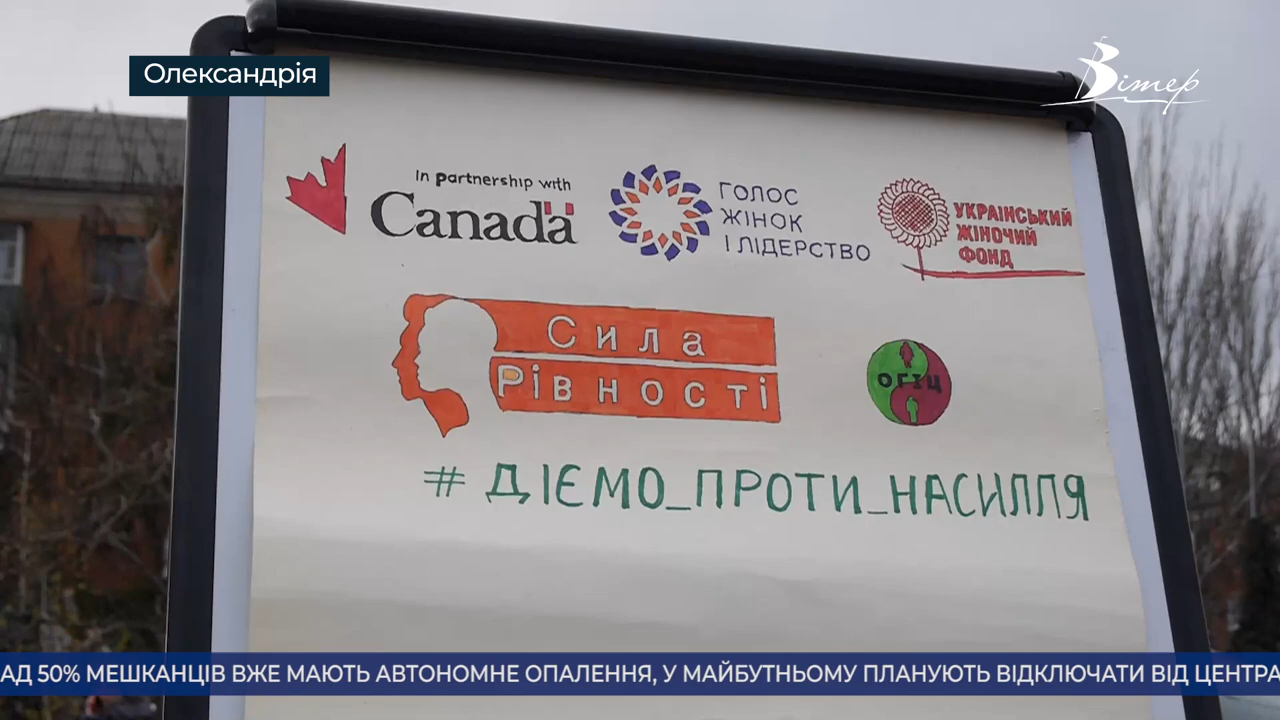 Олександрія
Вітер
In partnership with
Canada
ГОЛОС
ЖІНОК
І ЛІДЕРСТВО
УКРАЇНСЬКИЙ
ЖІНОЧИЙ
ФОНД
Сила
Рівності
ОГІЦ
# ДІЄМО_ПРОТИ_НАСИЛЛЯ
АД 50% МЕШКАНЦІВ ВЖЕ МАЮТЬ АВТОНОМНЕ ОПАЛЕННЯ, У МАЙБУТНЬОМУ ПЛАНУЮТЬ ВІДКЛЮЧАТИ ВІД ЦЕНТРА